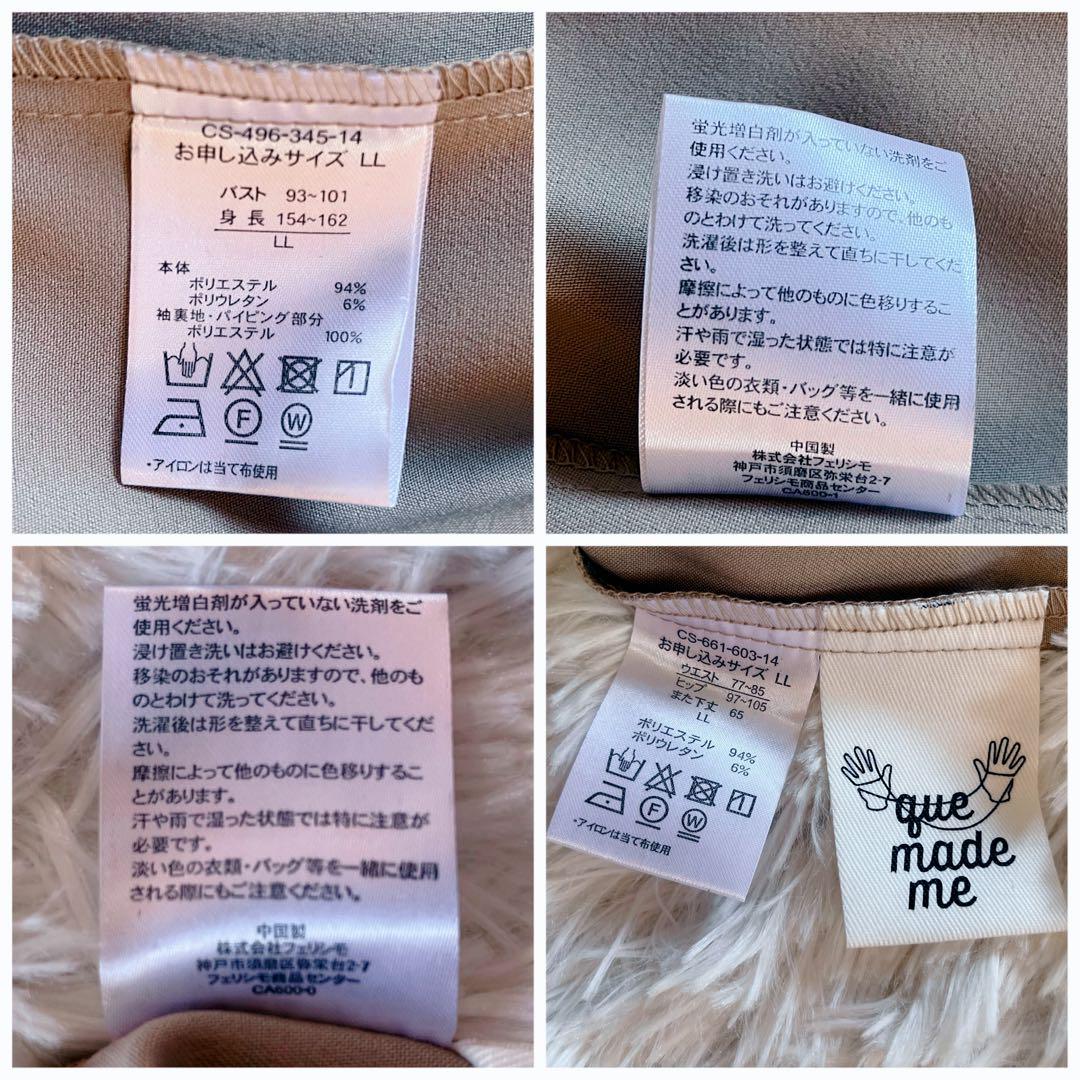 CS-496-345-14
お申し込みサイズ LL
バスト 93~101
身長 154~162
LL
本体
ポリエステル 94%
ポリウレタン 6%
袖裏地・パイピング部分
ポリエステル 100%
F W
・アイロンは当て布使用
蛍光増白剤が入っていない洗剤をご
使用ください。
浸け置き洗いはお避けください。
移染のおそれがありますので、他のも
のとわけて洗ってください。
洗濯後は形を整えて直ちに干してくだ
さい。
摩擦によって他のものに色移りするこ
とがあります。
汗や雨で湿った状態では特に注意が
必要です。
淡い色の衣類・バッグ等を一緒に使用
される際にもご注意ください。
中国製
株式会社フェリシモ
神戸市須磨区弥栄台2-7
フェリシモ商品センター
CA600-1
蛍光増白剤が入っていない洗剤をご
使用ください。
浸け置き洗いはお避けください。
移染のおそれがありますので、他のも
のとわけて洗ってください。
洗濯後は形を整えて直ちに干してくだ
さい。
摩擦によって他のものに色移りするこ
とがあります。
汗や雨で湿った状態では特に注意が
必要です。
淡い色の衣類・バッグ等を一緒に使用
される際にもご注意ください。
中国製
株式会社フェリシモ
神戸市須磨区弥栄台2-7
フェリシモ商品センター
CA600-0
CS-661-603-14
お申し込みサイズ LL
ウエスト 77~85
ヒップ 97~105
また下丈 65
LL
ポリエステル 94%
ポリウレタン 6%
F W
・アイロンは当て布使用
que
made
me